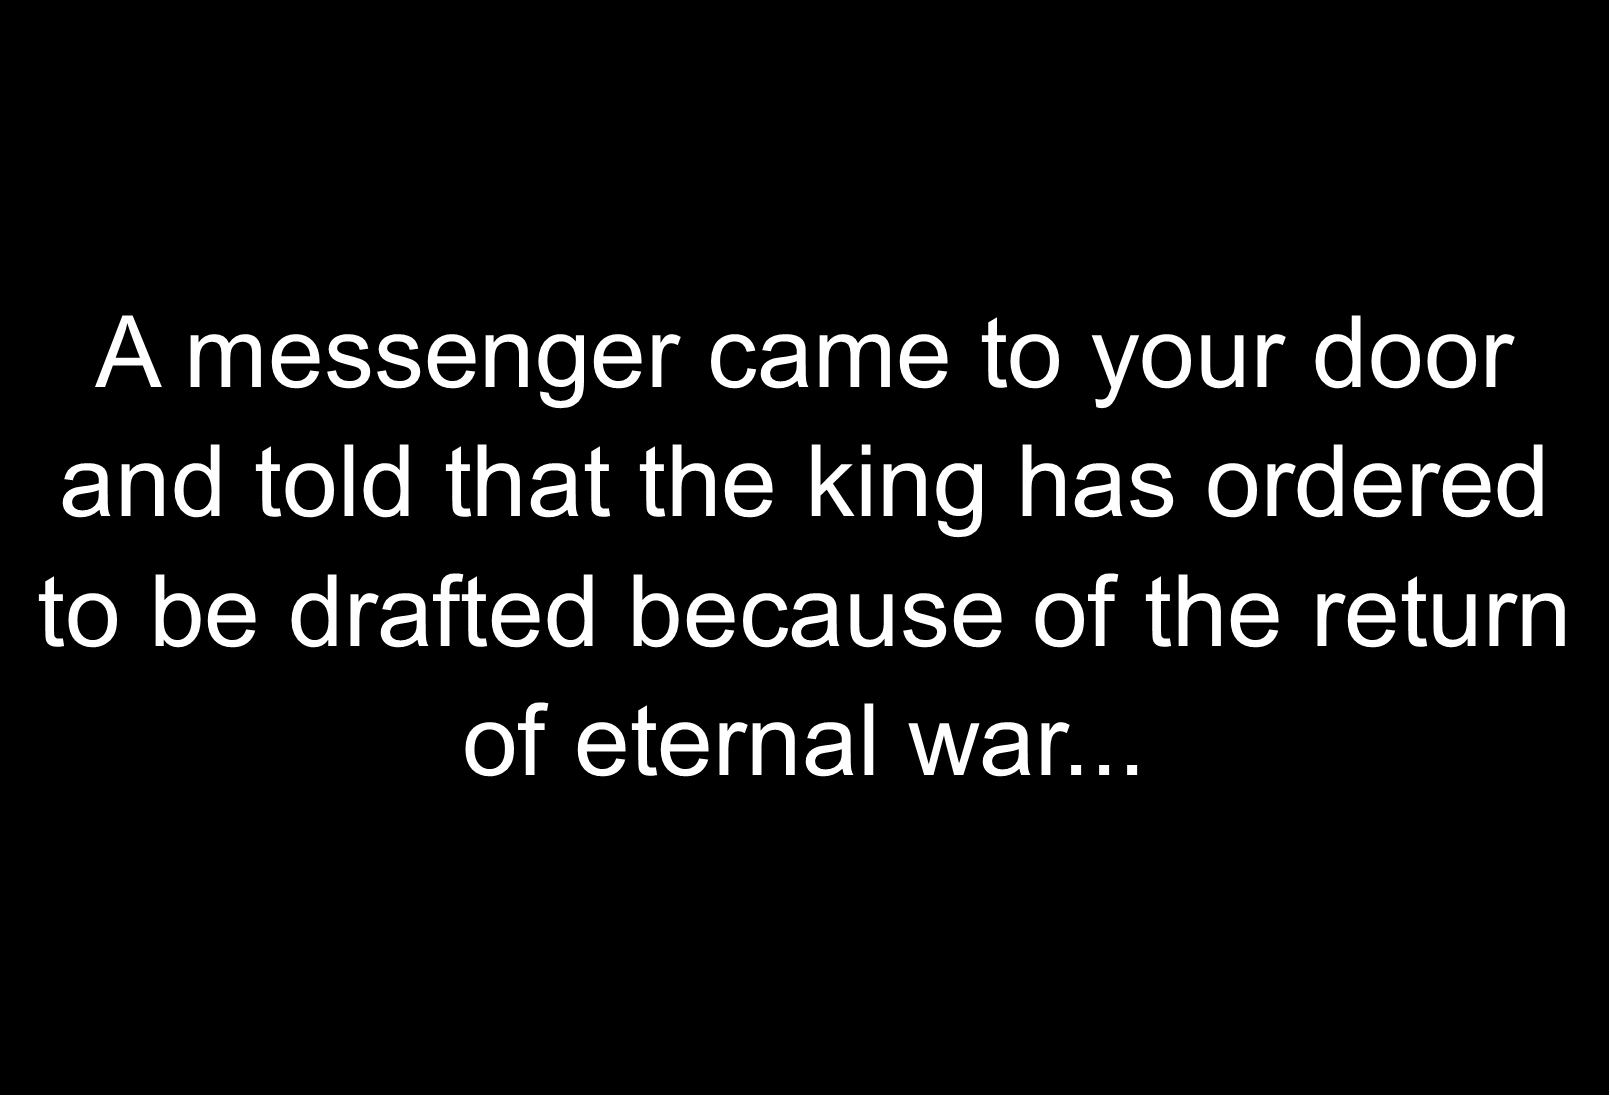 A messenger came to your door
and told that the king has ordered
to be drafted because of the return
of eternal war...